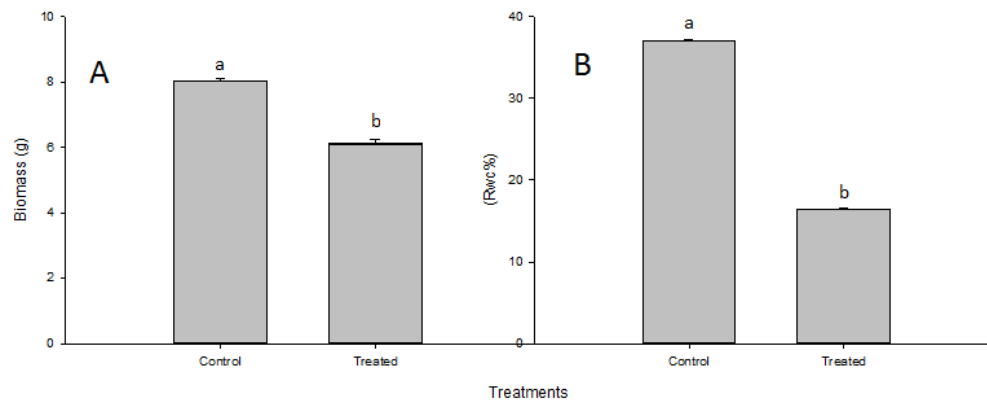 A
Biomass (g)
10
8
6
4
2
0
a
b
Control
Treated
B
(Rwc%)
40
30
20
10
0
a
b
Control
Treated
Treatments